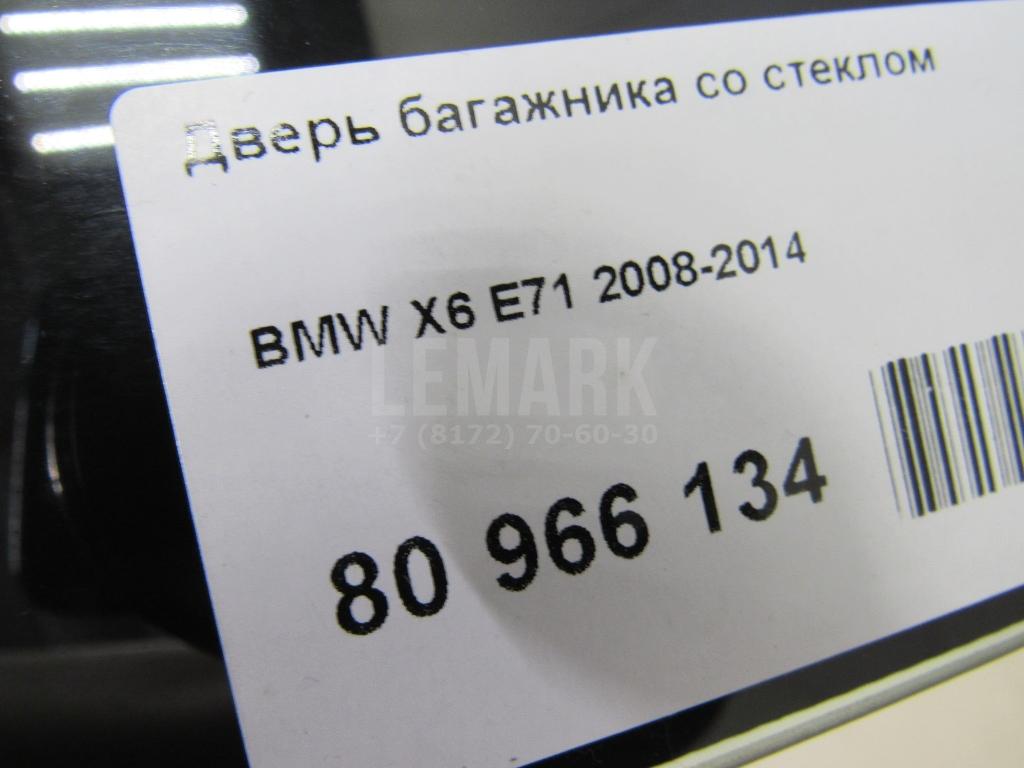 Дверь багажника со стеклом
BMW X6 E71 2008-2014
LEMARK
+7 (8172) 70-60-30
80 966 134